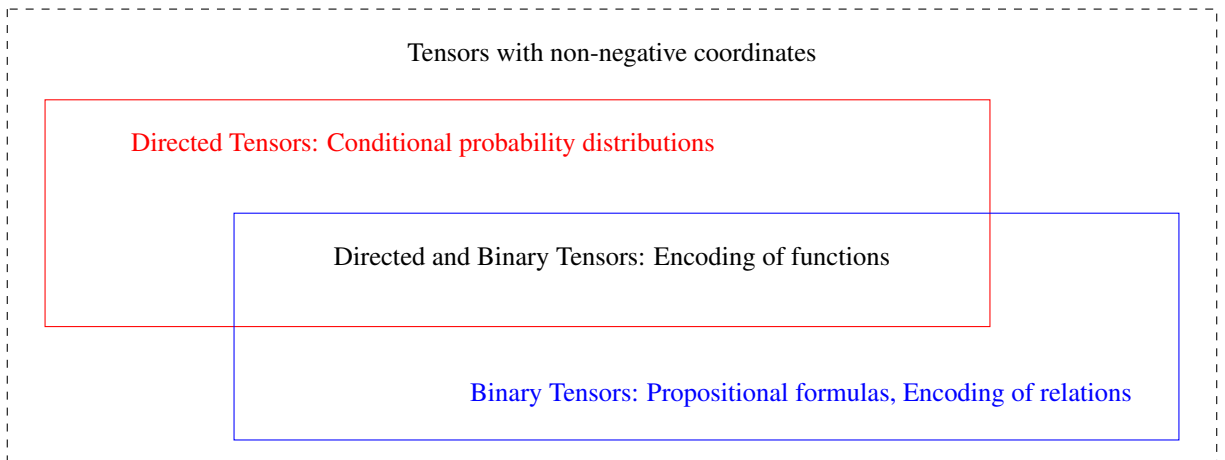 Tensors with non-negative coordinates
Directed Tensors: Conditional probability distributions
Directed and Binary Tensors: Encoding of functions
Binary Tensors: Propositional formulas, Encoding of relations